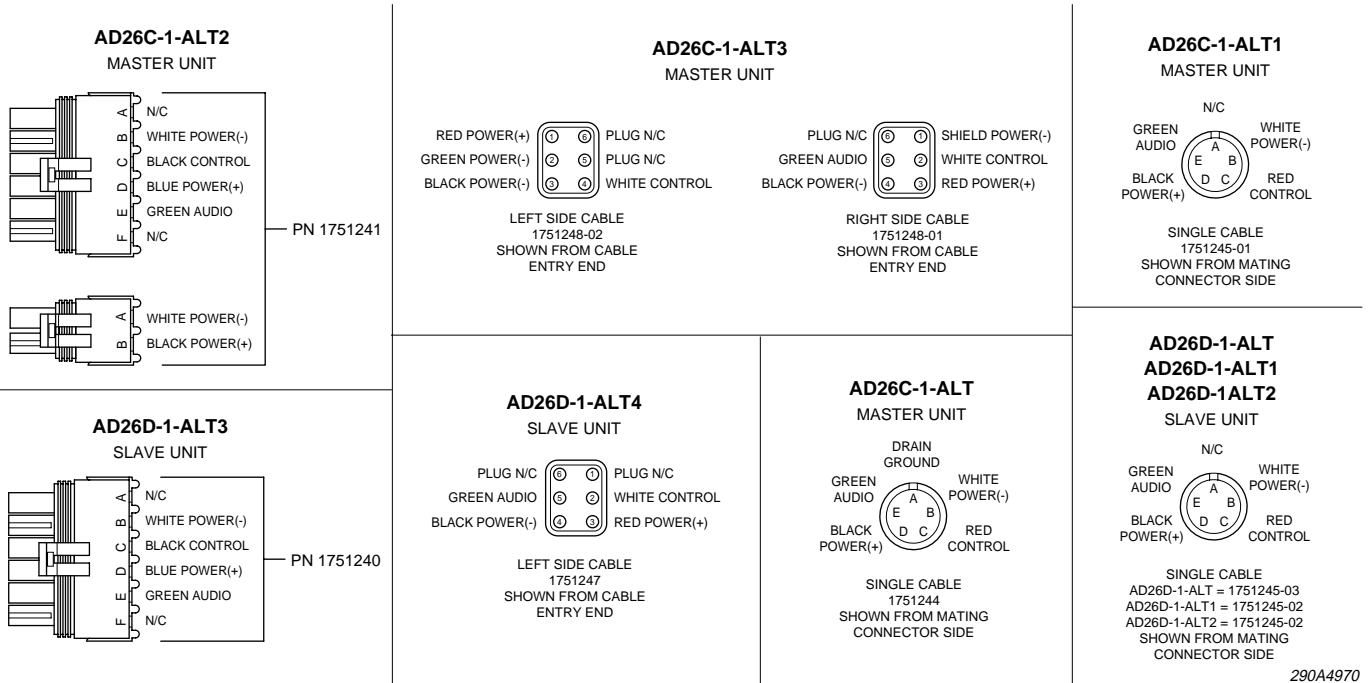 AD26C-1-ALT2
MASTER UNIT
A N/C
B WHITE POWER(-)
C BLACK CONTROL
D BLUE POWER(+)
E GREEN AUDIO
F N/C
PN 1751241
A WHITE POWER(-)
B BLACK POWER(+)
AD26C-1-ALT3
MASTER UNIT
RED POWER(+) 1 6 PLUG N/C
GREEN POWER(-) 2 5 PLUG N/C
BLACK POWER(-) 3 4 WHITE CONTROL
LEFT SIDE CABLE
1751248-02
SHOWN FROM CABLE
ENTRY END
PLUG N/C 6 1 SHIELD POWER(-)
GREEN AUDIO 5 2 WHITE CONTROL
BLACK POWER(-) 4 3 RED POWER(+)
RIGHT SIDE CABLE
1751248-01
SHOWN FROM CABLE
ENTRY END
AD26C-1-ALT1
MASTER UNIT
N/C
GREEN
AUDIO
WHITE
POWER(-)
A
E B
D C
BLACK
POWER(+)
RED
CONTROL
SINGLE CABLE
1751245-01
SHOWN FROM MATING
CONNECTOR SIDE
AD26D-1-ALT3
SLAVE UNIT
A N/C
B WHITE POWER(-)
C BLACK CONTROL
D BLUE POWER(+)
E GREEN AUDIO
F N/C
PN 1751240
AD26D-1-ALT4
SLAVE UNIT
PLUG N/C 6 1 PLUG N/C
GREEN AUDIO 5 2 WHITE CONTROL
BLACK POWER(-) 4 3 RED POWER(+)
LEFT SIDE CABLE
1751247
SHOWN FROM CABLE
ENTRY END
AD26C-1-ALT
MASTER UNIT
DRAIN
GROUND
GREEN
AUDIO
WHITE
POWER(-)
A
E B
D C
BLACK
POWER(+)
RED
CONTROL
SINGLE CABLE
1751244
SHOWN FROM MATING
CONNECTOR SIDE
AD26D-1-ALT
AD26D-1-ALT1
AD26D-1ALT2
SLAVE UNIT
N/C
GREEN
AUDIO
WHITE
POWER(-)
A
E B
D C
BLACK
POWER(+)
RED
CONTROL
SINGLE CABLE
AD26D-1-ALT = 1751245-03
AD26D-1-ALT1 = 1751245-02
AD26D-1-ALT2 = 1751245-02
SHOWN FROM MATING
CONNECTOR SIDE
290A4970